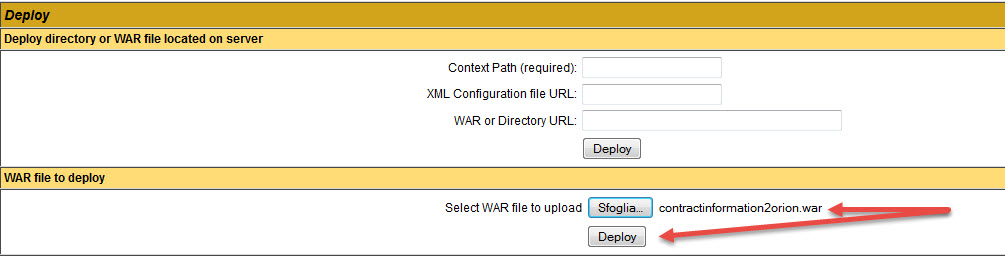 Deploy
Deploy directory or WAR file located on server
Context Path (required):
XML Configuration file URL:
WAR or Directory URL:
Deploy
WAR file to deploy
Select WAR file to upload Sfoglia... contractinformation2orion.war
Deploy